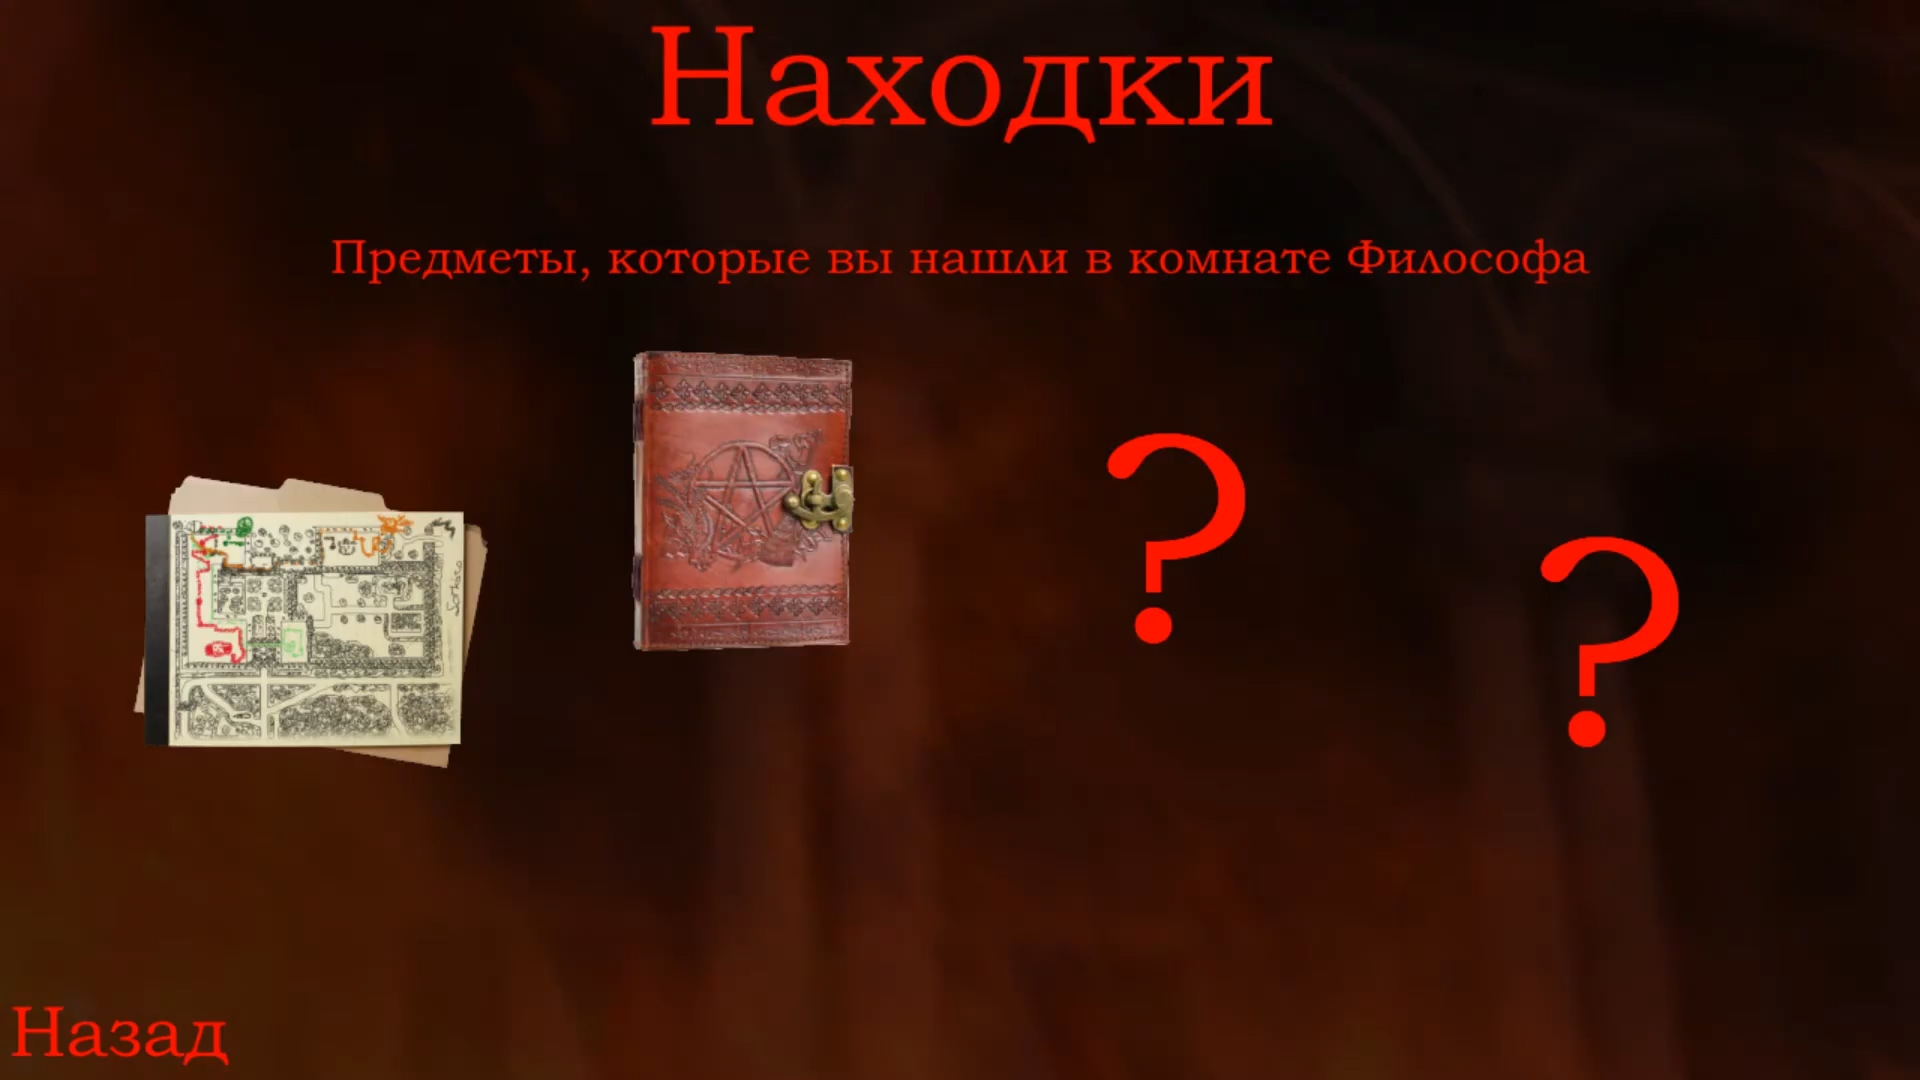 Находки
Предметы, которые вы нашли в комнате Философа
?
?
Назад